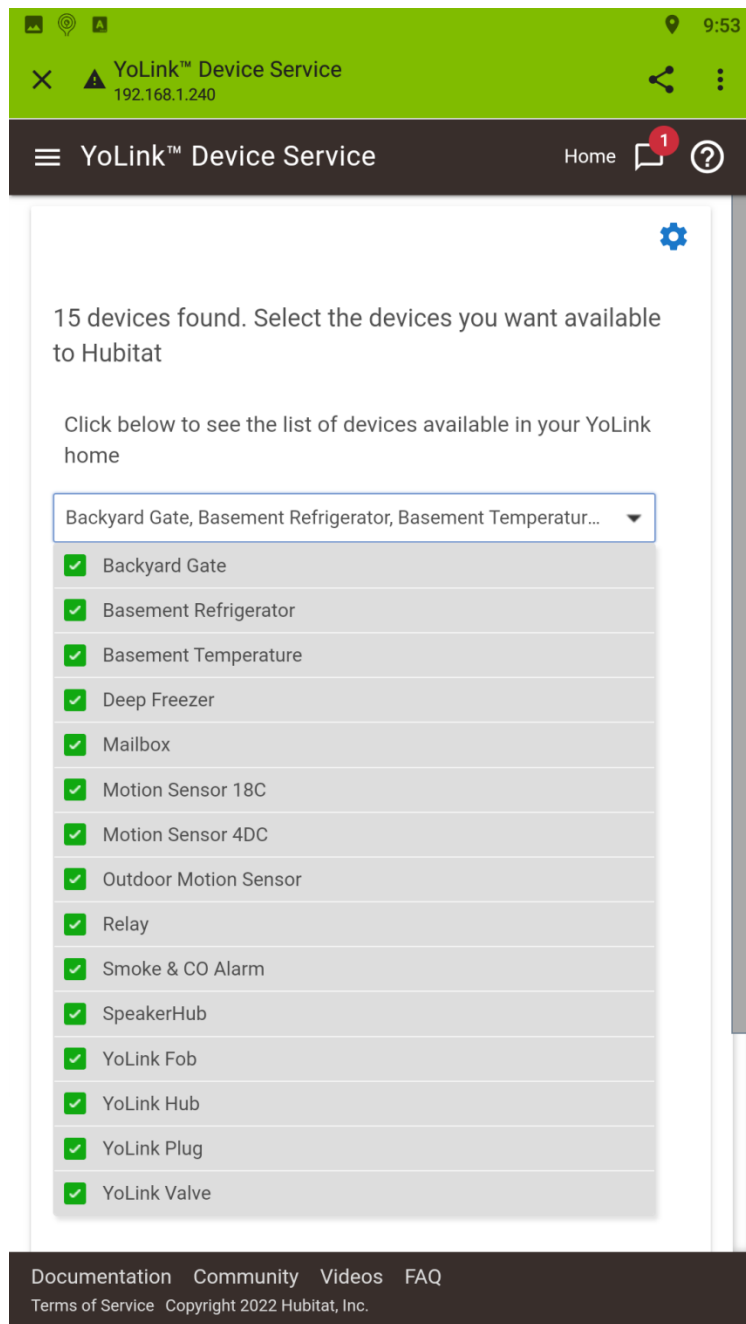 9:53
YoLink™ Device Service
192.168.1.240
YoLink™ Device Service Home 1
15 devices found. Select the devices you want available
to Hubitat
Click below to see the list of devices available in your YoLink
home
Backyard Gate, Basement Refrigerator, Basement Temperatur...
Backyard Gate
Basement Refrigerator
Basement Temperature
Deep Freezer
Mailbox
Motion Sensor 18C
Motion Sensor 4DC
Outdoor Motion Sensor
Relay
Smoke & CO Alarm
SpeakerHub
YoLink Fob
YoLink Hub
YoLink Plug
YoLink Valve
Documentation Community Videos FAQ
Terms of Service Copyright 2022 Hubitat, Inc.